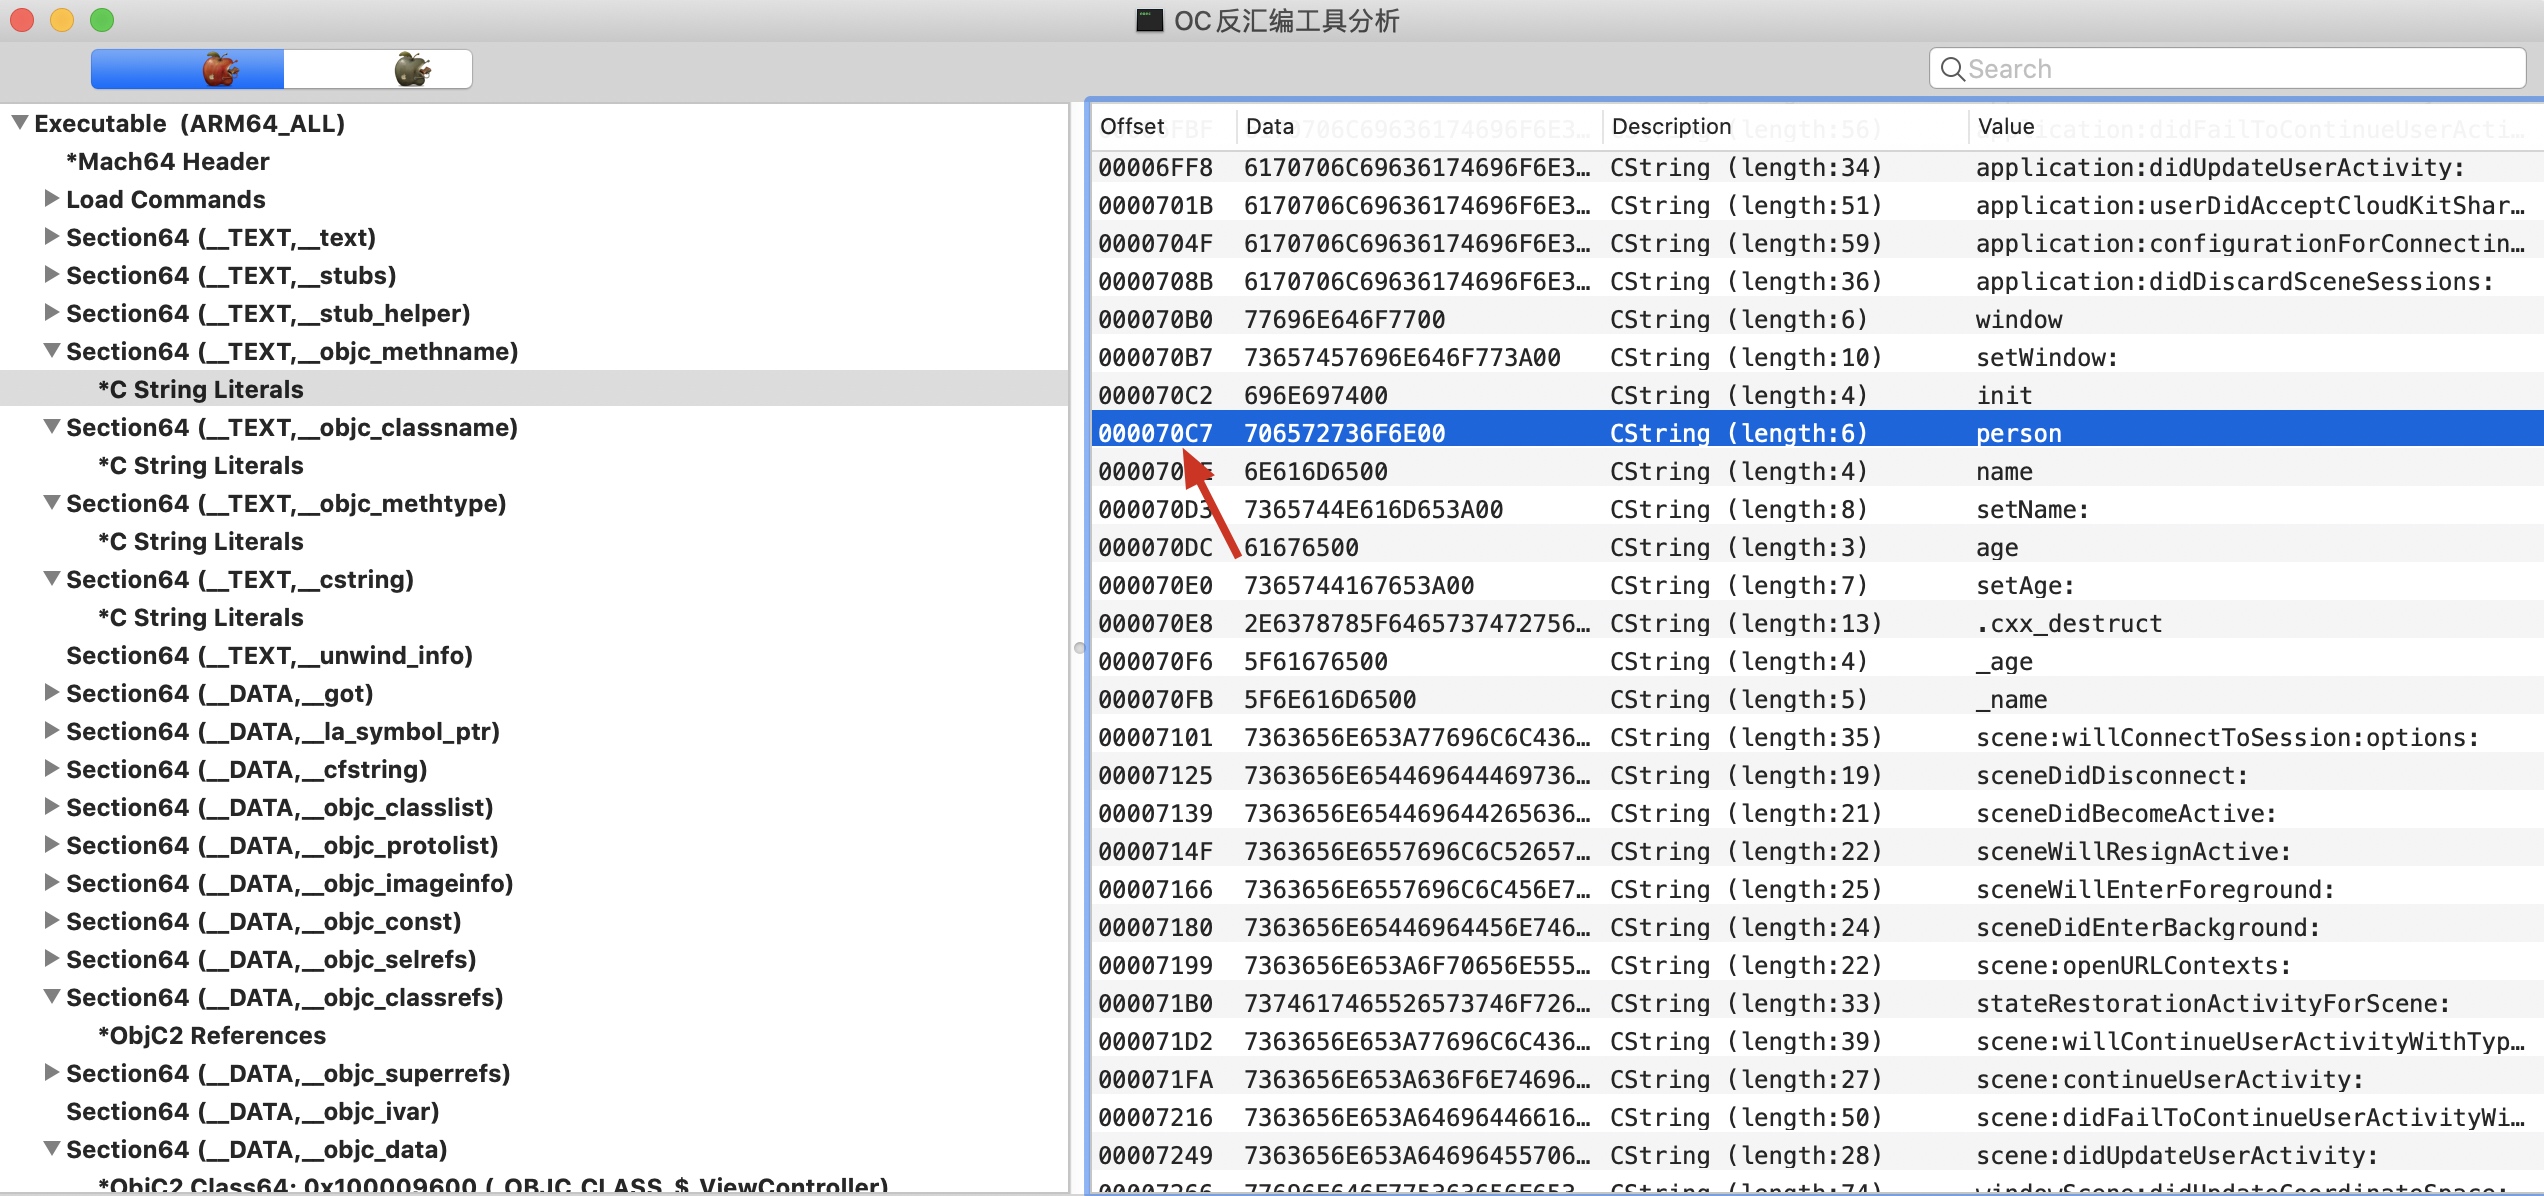 OC反汇编工具分析
Search
Executable (ARM64_ALL)
*Mach64 Header
Load Commands
Section64 (__TEXT,__text)
Section64 (__TEXT,__stubs)
Section64 (__TEXT,__stub_helper)
Section64 (__TEXT,__objc_methname)
*C String Literals
Section64 (__TEXT,__objc_classname)
*C String Literals
Section64 (__TEXT,__objc_methtype)
*C String Literals
Section64 (__TEXT,__cstring)
*C String Literals
Section64 (__TEXT,__unwind_info)
Section64 (__DATA,__got)
Section64 (__DATA,__la_symbol_ptr)
Section64 (__DATA,__cfstring)
Section64 (__DATA,__objc_classlist)
Section64 (__DATA,__objc_protolist)
Section64 (__DATA,__objc_imageinfo)
Section64 (__DATA,__objc_const)
Section64 (__DATA,__objc_selrefs)
Section64 (__DATA,__objc_classrefs)
*ObjC2 References
Section64 (__DATA,__objc_superrefs)
Section64 (__DATA,__objc_ivar)
Section64 (__DATA,__objc_data)
*ObjC2 Class64: 0x100009600 (_OBJC_CLASS_$_ViewController)
Offset Data Description Value
00006FF8 6170706C69636174696F6E3… CString (length:34) application:didUpdateUserActivity:
0000701B 6170706C69636174696F6E3… CString (length:51) application:userDidAcceptCloudKitShar…
0000704F 6170706C69636174696F6E3… CString (length:59) application:configurationForConnectin…
0000708B 6170706C69636174696F6E3… CString (length:36) application:didDiscardSceneSessions:
000070B0 77696E646F7700 CString (length:6) window
000070B7 73657457696E646F773A00 CString (length:10) setWindow:
000070C2 696E697400 CString (length:4) init
000070C7 706572736F6E00 CString (length:6) person
6E616D6500 CString (length:4) name
000070D3 7365744E616D653A00 CString (length:8) setName:
000070DC 61676500 CString (length:3) age
000070E0 7365744167653A00 CString (length:7) setAge:
000070E8 2E6378785F6465737472756… CString (length:13) .cxx_destruct
000070F6 5F61676500 CString (length:4) _age
000070FB 5F6E616D6500 CString (length:5) _name
00007101 7363656E653A77696C6C436… CString (length:35) scene:willConnectToSession:options:
00007125 7363656E654469644469736… CString (length:19) sceneDidDisconnect:
00007139 7363656E654469644265636… CString (length:21) sceneDidBecomeActive:
0000714F 7363656E6557696C6C52657… CString (length:22) sceneWillResignActive:
00007166 7363656E6557696C6C456E7… CString (length:25) sceneWillEnterForeground:
00007180 7363656E65446964456E746… CString (length:24) sceneDidEnterBackground:
00007199 7363656E653A6F70656E555… CString (length:22) scene:openURLContexts:
000071B0 7374617465526573746F726… CString (length:33) stateRestorationActivityForScene:
000071D2 7363656E653A77696C6C436… CString (length:39) scene:willContinueUserActivityWithTyp…
000071FA 7363656E653A636F6E74696… CString (length:27) scene:continueUserActivity:
00007216 7363656E653A64696446616… CString (length:50) scene:didFailToContinueUserActivityWi…
00007249 7363656E653A64696455706… CString (length:28) scene:didUpdateUserActivity:
00007266 77696E646F775363656E653… CString (length:74) windowScene:didUpdateCoordinateSpace: